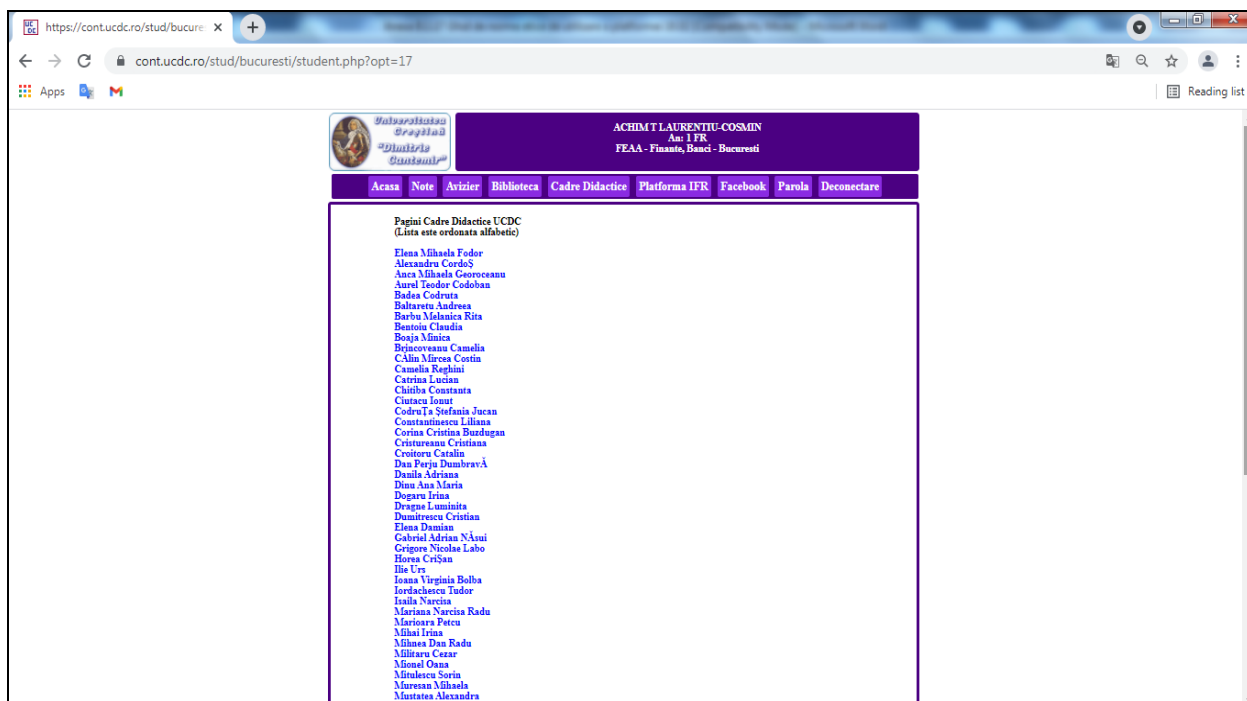 https://cont.ucdc.ro/stud/bucure
cont.ucdc.ro/stud/bucuresti/student.php?opt=17
Apps
Reading list
Universitatea
Creştină
"Dimitrie
Cantemir"
ACHIM T LAURENTIU-COSMIN
An: 1 FR
FEAA - Finante, Banci - Bucuresti
Acasa Note Avizier Biblioteca Cadre Didactice Platforma IFR Facebook Parola Deconectare
Pagini Cadre Didactice UCDC
(Lista este ordonata alfabetic)
Elena Mihaela Fodor
Alexandru CordoŞ
Anca Mihaela Georoceanu
Aurel Teodor Codoban
Badea Codruta
Baltaretu Andreea
Barbu Melanica Rita
Bentoiu Claudia
Boaja Minica
Brincoveanu Camelia
CĂlin Mircea Costin
Camelia Reghini
Catrina Lucian
Chitiba Constanta
Ciutacu Ionut
CodruŢa Ştefania Jucan
Constantinescu Liliana
Corina Cristina Buzdugan
Cristureanu Cristiana
Croitoru Catalin
Dan Perju DumbravĂ
Danila Adriana
Dinu Ana Maria
Dogaru Irina
Dragne Luminita
Dumitrescu Cristian
Elena Damian
Gabriel Adrian NĂsui
Grigore Nicolae Labo
Horea CriŞan
Ilie Urs
Ioana Virginia Bolba
Iordachescu Tudor
Isaila Narcisa
Mariana Narcisa Radu
Marioara Petcu
Mihai Irina
Mihnea Dan Radu
Militaru Cezar
Mionel Oana
Mitulescu Sorin
Muresan Mihaela
Mustatea Alexandra